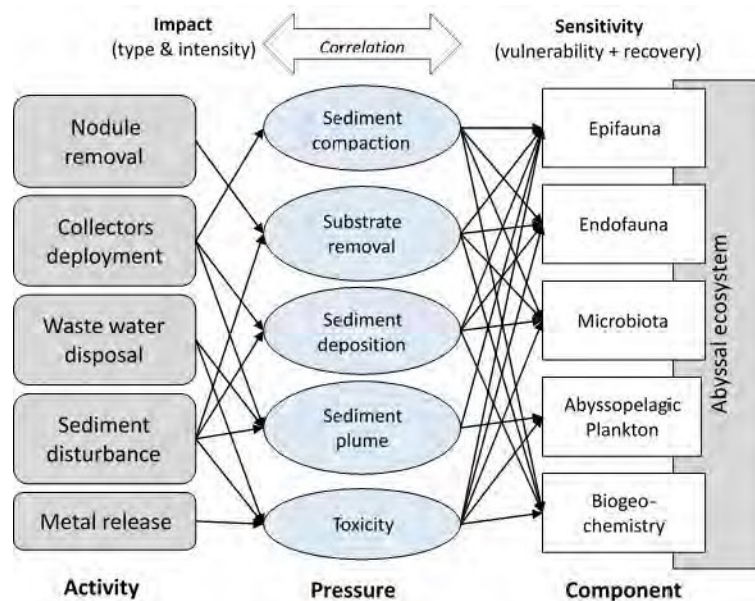 Impact
(type & intensity)
Correlation
Sensitivity
(vulnerability + recovery)
Nodule
removal
Collectors
deployment
Waste water
disposal
Sediment
disturbance
Metal release
Activity
Sediment
compaction
Substrate
removal
Sediment
deposition
Sediment
plume
Toxicity
Pressure
Epifauna
Endofauna
Microbiota
Abyssopelagic
Plankton
Biogeo-
chemistry
Component
Abyssal ecosystem